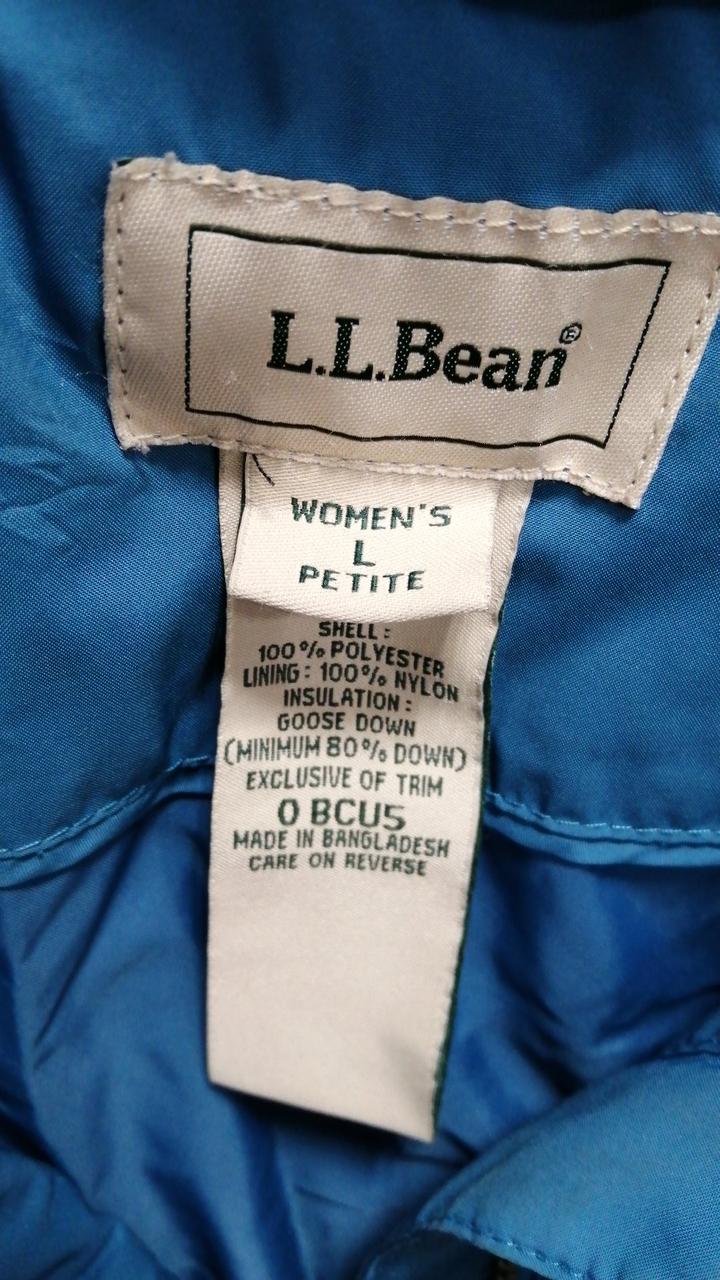 L.L.Bean®
WOMEN'S
L
PETITE
SHELL:
100% POLYESTER
LINING: 100% NYLON
INSULATION:
GOOSE DOWN
(MINIMUM 80% DOWN)
EXCLUSIVE OF TRIM
0 BCU5
MADE IN BANGLADESH
CARE ON REVERSE